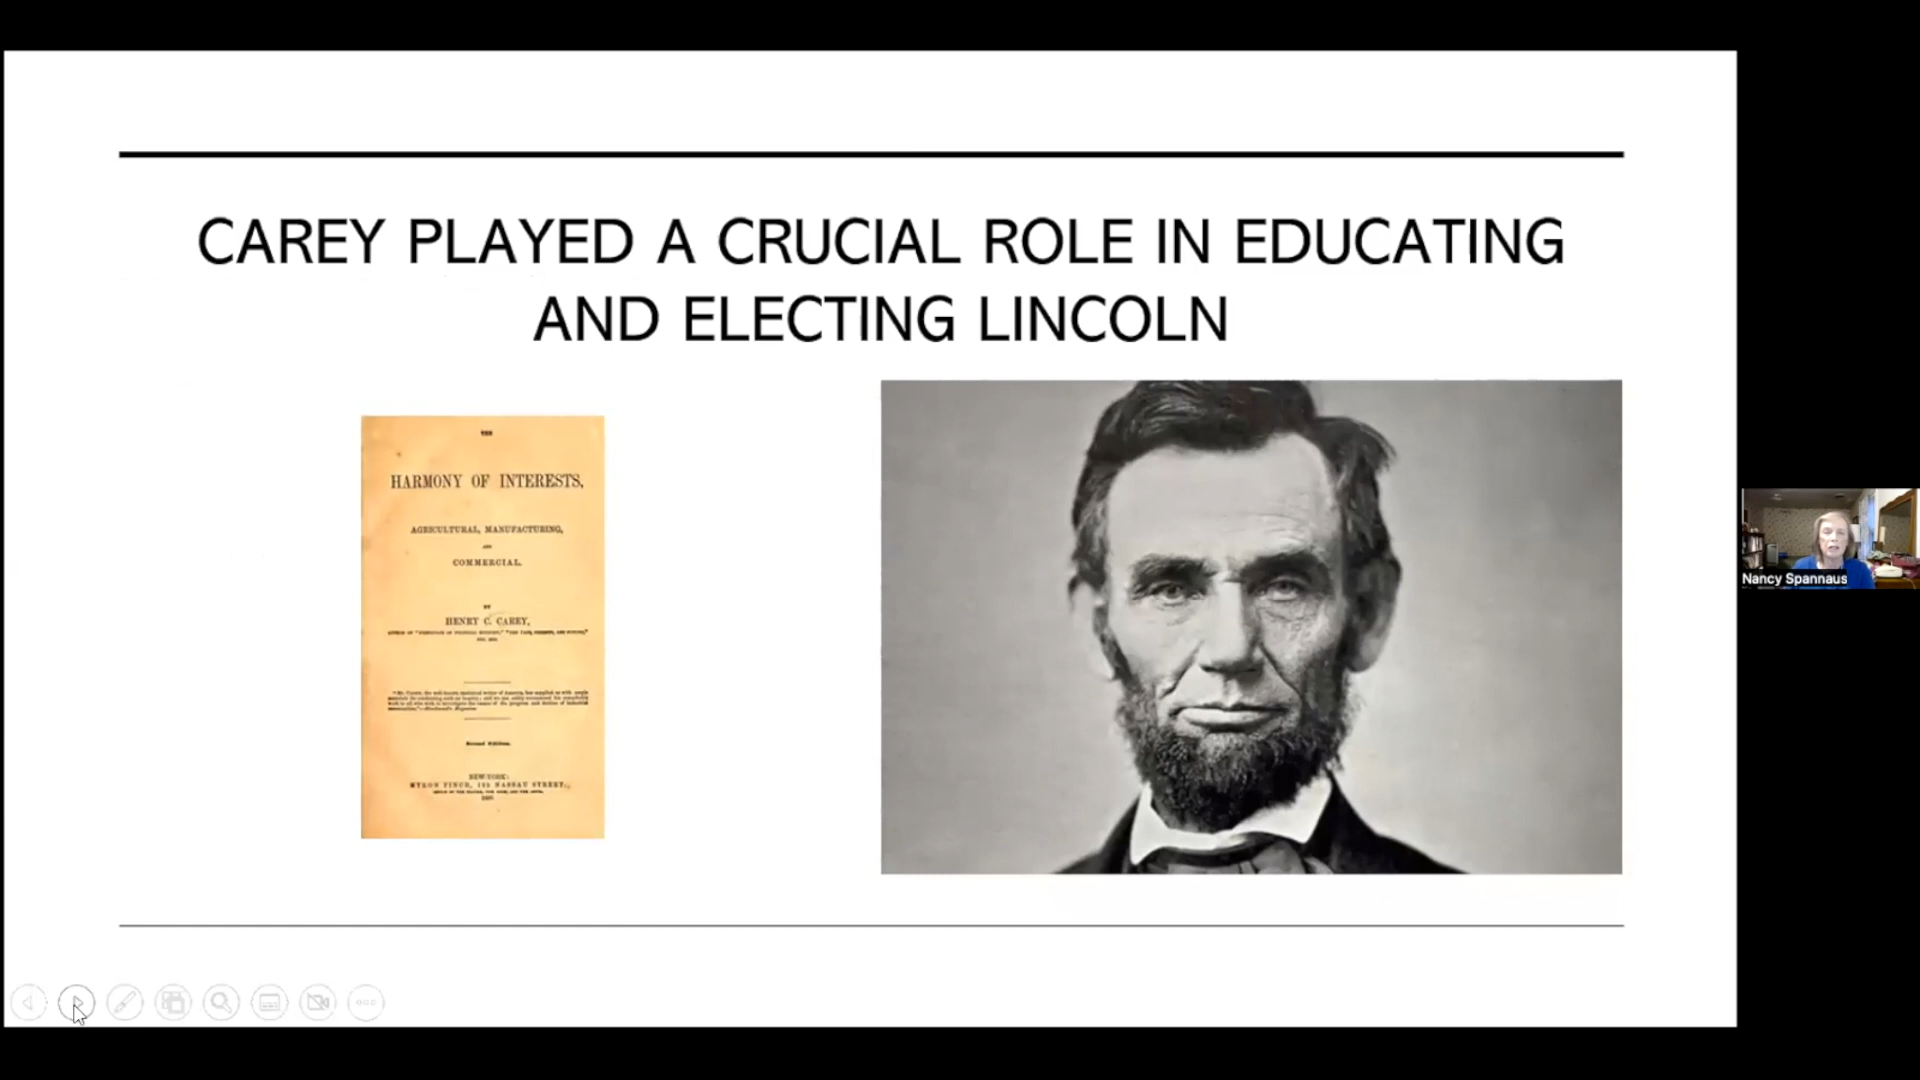 CAREY PLAYED A CRUCIAL ROLE IN EDUCATING
AND ELECTING LINCOLN
THE
HARMONY OF INTERESTS,
AGRICULTURAL, MANUFACTURING,
AND
COMMERCIAL.
BY
HENRY C. CAREY,
Second Edition.
NEW-YORK:
MYRON FINCH, 122 NASSAU STREET,
Nancy Spannaus